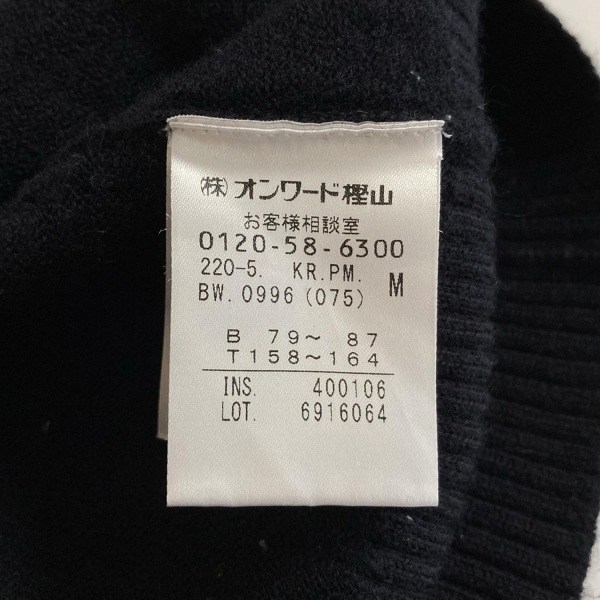 ㈱オンワード樫山
お客様相談室
0120-58-6300
220-5. KR.PM. M
BW.0996(075)
B 79～ 87
T158～164
INS. 400106
LOT. 6916064